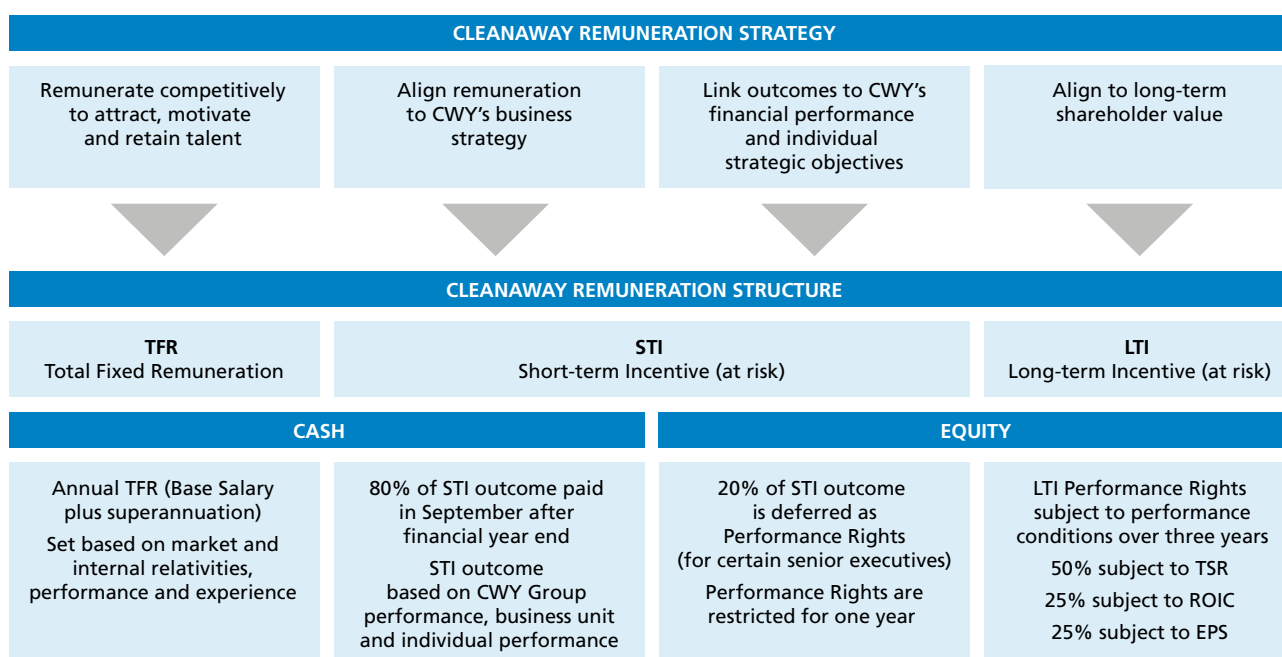 CLEANAWAY REMUNERATION STRATEGY
Remunerate competitively
to attract, motivate
and retain talent
Align remuneration
to CWY’s business
strategy
Link outcomes to CWY’s
financial performance
and individual
strategic objectives
Align to long-term
shareholder value
CLEANAWAY REMUNERATION STRUCTURE
TFR
Total Fixed Remuneration
STI
Short-term Incentive (at risk)
LTI
Long-term Incentive (at risk)
CASH
EQUITY
Annual TFR (Base Salary
plus superannuation)
Set based on market and
internal relativities,
performance and experience
80% of STI outcome paid
in September after
financial year end
STI outcome
based on CWY Group
performance, business unit
and individual performance
20% of STI outcome
is deferred as
Performance Rights
(for certain senior executives)
Performance Rights are
restricted for one year
LTI Performance Rights
subject to performance
conditions over three years
50% subject to TSR
25% subject to ROIC
25% subject to EPS